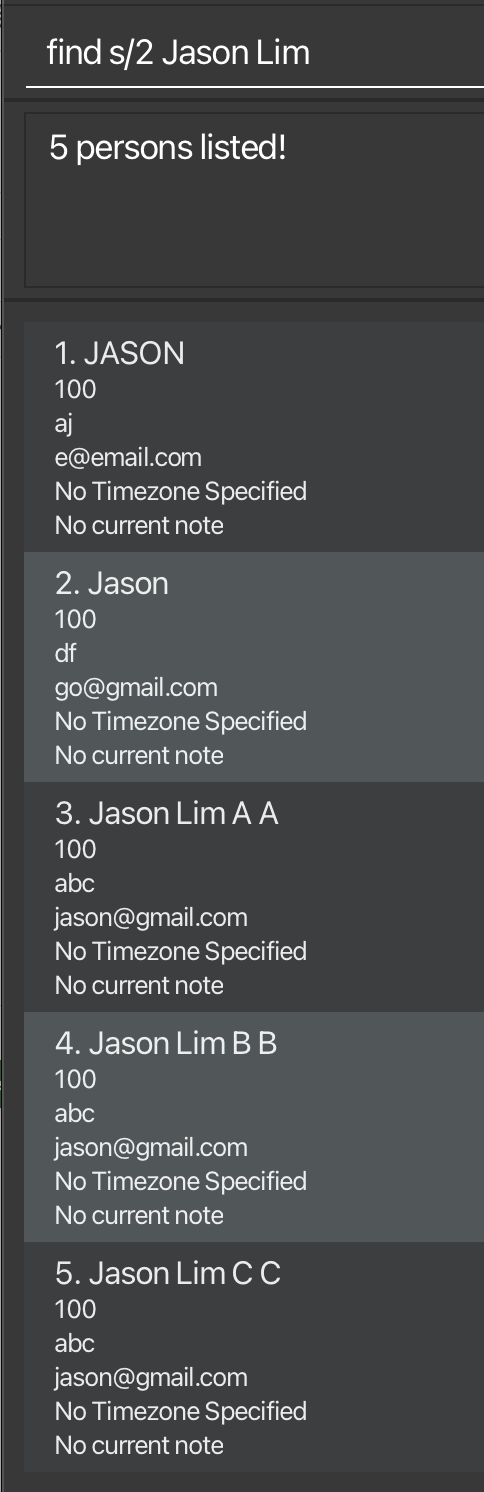 find s/2 Jason Lim
5 persons listed!
1. JASON
100
aj
e@email.com
No Timezone Specified
No current note
2. Jason
100
df
go@gmail.com
No Timezone Specified
No current note
3. Jason Lim A A
100
abc
jason@gmail.com
No Timezone Specified
No current note
4. Jason Lim B B
100
abc
jason@gmail.com
No Timezone Specified
No current note
5. Jason Lim C C
100
abc
jason@gmail.com
No Timezone Specified
No current note